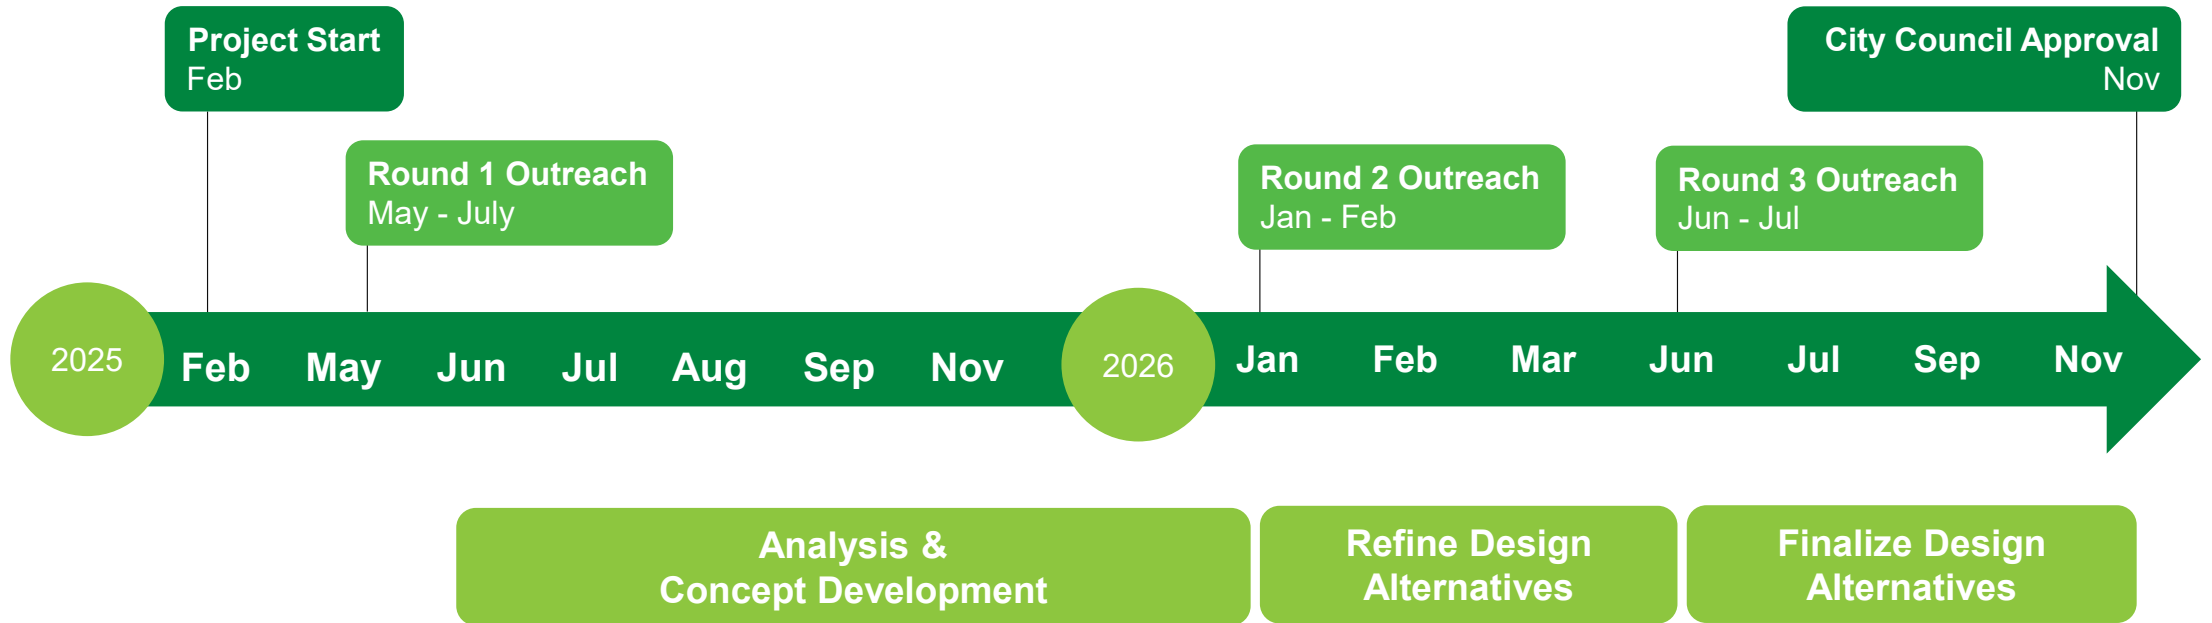 Project Start
Feb
City Council Approval
Nov
Round 1 Outreach
May - July
Round 2 Outreach
Jan - Feb
Round 3 Outreach
Jun - Jul
2025 Feb May Jun Jul Aug Sep Nov 2026 Jan Feb Mar Jun Jul Sep Nov
Analysis &
Concept Development
Refine Design
Alternatives
Finalize Design
Alternatives